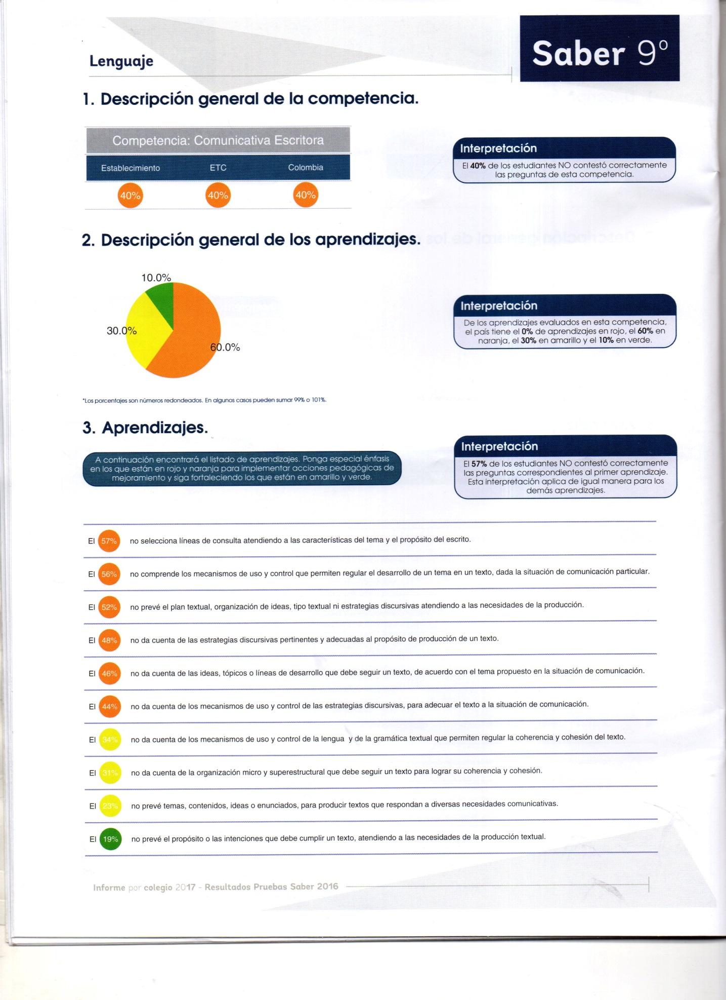 Lenguaje
Saber 9º
1. Descripción general de la competencia.
Competencia: Comunicativa Escritora
Establecimiento ETC Colombia
40% 40% 40%
Interpretación
El 40% de los estudiantes NO contestó correctamente
las preguntas de esta competencia.
2. Descripción general de los aprendizajes.
10.0%
30.0%
60.0%
Interpretación
De los aprendizajes evaluados en esta competencia,
el país tiene el 0% de aprendizajes en rojo, el 60% en
naranja, el 30% en amarillo y el 10% en verde.
*Los porcentajes son números redondeados. En algunos casos pueden sumar 99% o 101%.
3. Aprendizajes.
A continuación encontrará el listado de aprendizajes. Ponga especial énfasis
en los que están en rojo y naranja para implementar acciones pedagógicas de
mejoramiento y siga fortaleciendo los que están en amarillo y verde.
Interpretación
El 57% de los estudiantes NO contestó correctamente
las preguntas correspondientes al primer aprendizaje.
Esta interpretación aplica de igual manera para los
demás aprendizajes.
El 57% no selecciona líneas de consulta atendiendo a las características del tema y el propósito del escrito.
El 56% no comprende los mecanismos de uso y control que permiten regular el desarrollo de un tema en un texto, dada la situación de comunicación particular.
El 52% no prevé el plan textual, organización de ideas, tipo textual ni estrategias discursivas atendiendo a las necesidades de la producción.
El 48% no da cuenta de las estrategias discursivas pertinentes y adecuadas al propósito de producción de un texto.
El 46% no da cuenta de las ideas, tópicos o líneas de desarrollo que debe seguir un texto, de acuerdo con el tema propuesto en la situación de comunicación.
El 44% no da cuenta de los mecanismos de uso y control de las estrategias discursivas, para adecuar el texto a la situación de comunicación.
El 34% no da cuenta de los mecanismos de uso y control de la lengua y de la gramática textual que permiten regular la coherencia y cohesión del texto.
El 31% no da cuenta de la organización micro y superestructural que debe seguir un texto para lograr su coherencia y cohesión.
El 23% no prevé temas, contenidos, ideas o enunciados, para producir textos que respondan a diversas necesidades comunicativas.
El 19% no prevé el propósito o las intenciones que debe cumplir un texto, atendiendo a las necesidades de la producción textual.
Informe por colegio 2017 - Resultados Pruebas Saber 2016